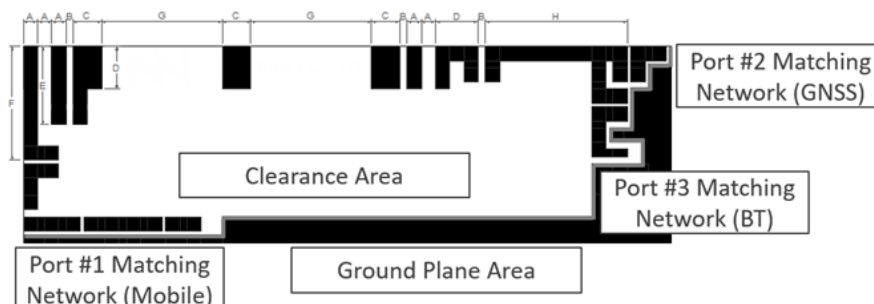 A A A B C G C G C B A A D B H
D
E
F
Port #2 Matching
Network (GNSS)
Clearance Area
Port #3 Matching
Network (BT)
Port #1 Matching
Network (Mobile)
Ground Plane Area